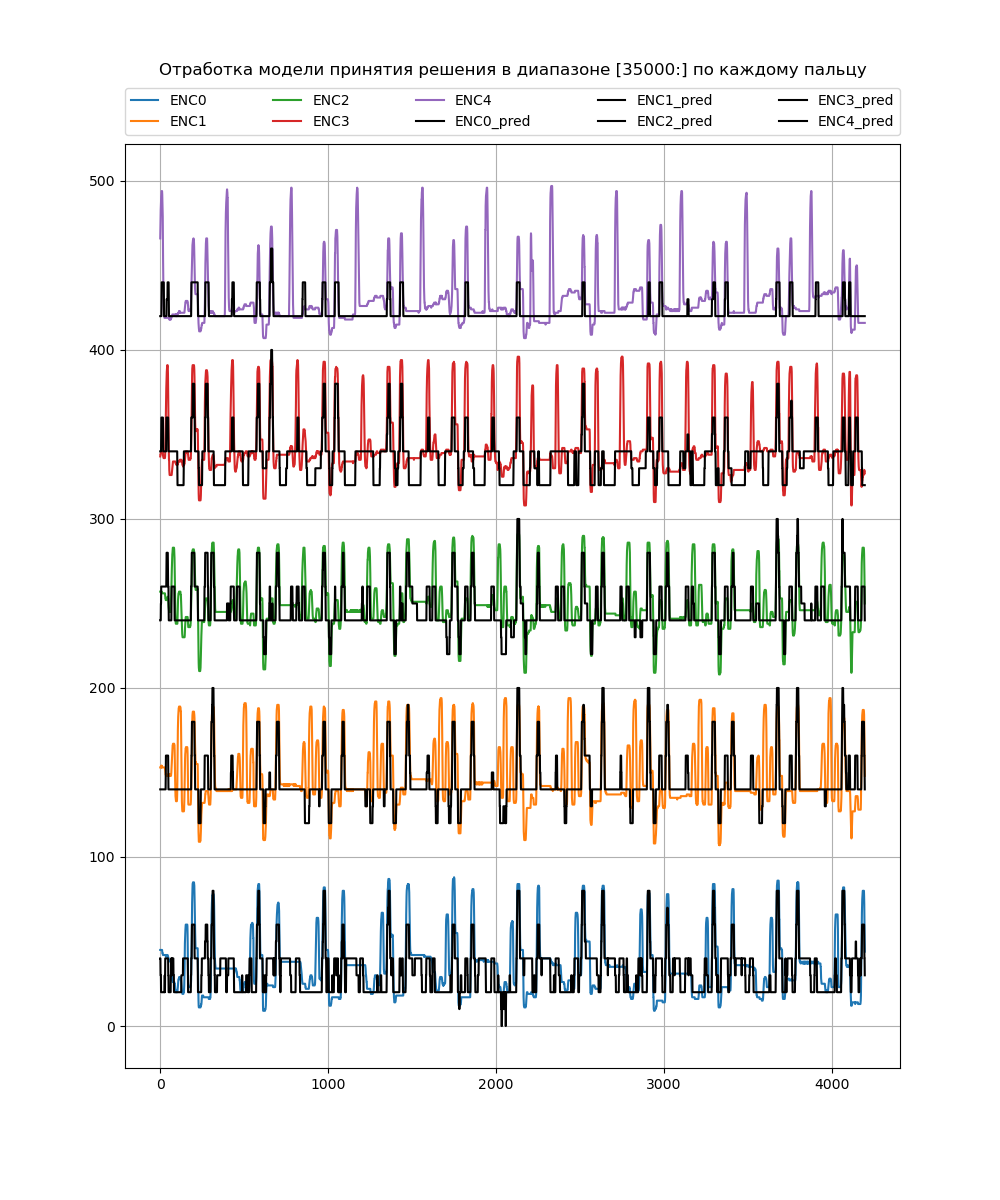 Отработка модели принятия решения в диапазоне [35000:] по каждому пальцу
ENC0 ENC2 ENC4 ENC1_pred ENC3_pred
ENC1 ENC3 ENC0_pred ENC2_pred ENC4_pred
500
400
300
200
100
0
0 1000 2000 3000 4000